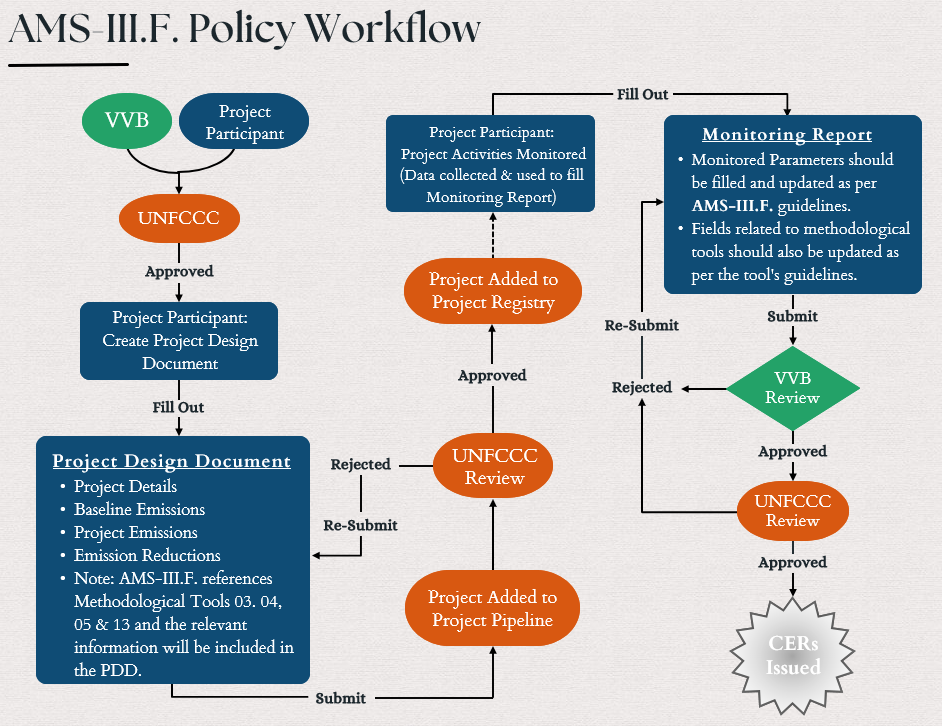 AMS-III.F. Policy Workflow
VVB
Project
Participant
UNFCCC
Approved
Project Participant:
Create Project Design
Document
Fill Out
Project Design Document
• Project Details
• Baseline Emissions
• Project Emissions
• Emission Reductions
• Note: AMS-III.F. references
Methodological Tools 03. 04,
05 & 13 and the relevant
information will be included in
the PDD.
Submit
Project Added to
Project Pipeline
UNFCCC
Review
Rejected
Re-Submit
Approved
Project Added to
Project Registry
Project Participant:
Project Activities Monitored
(Data collected & used to fill
Monitoring Report)
Fill Out
Monitoring Report
• Monitored Parameters should
be filled and updated as per
AMS-III.F. guidelines.
• Fields related to methodological
tools should also be updated as
per the tool's guidelines.
Submit
VVB
Review
Rejected
Re-Submit
Approved
UNFCCC
Review
Approved
CERs
Issued